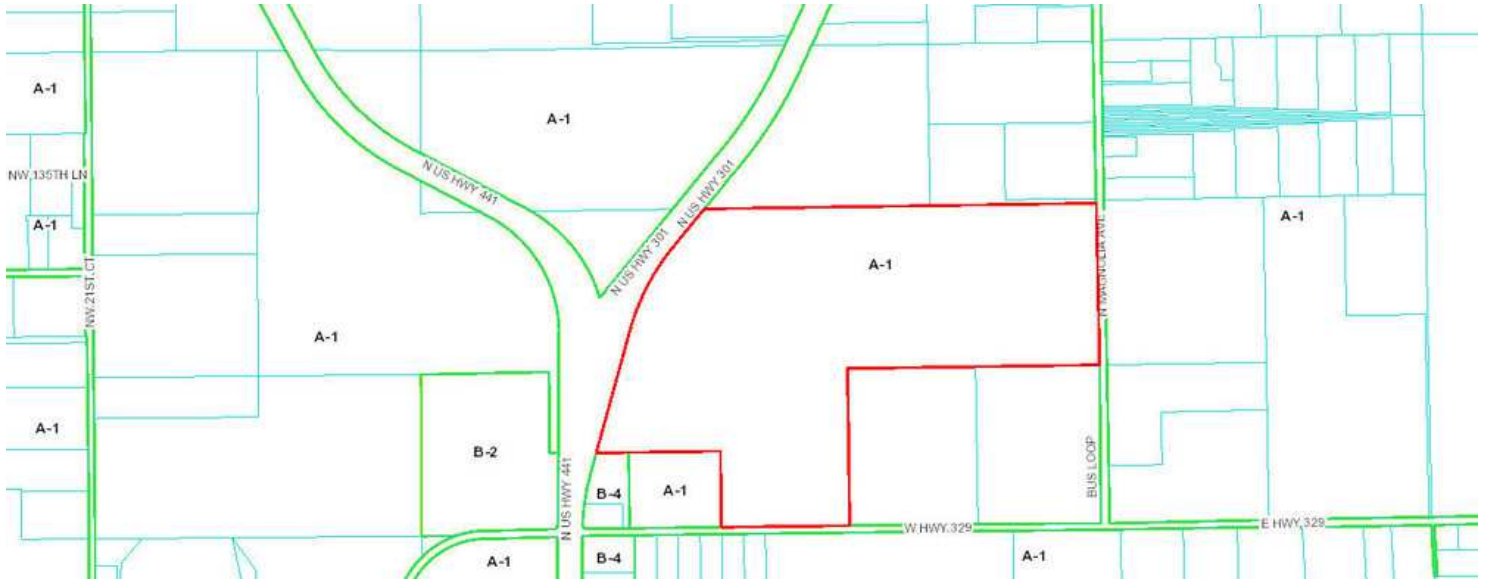 A-1
A-1
N US HWY 441
NW 135TH LN
N US HWY 301
A-1
A-1
N MAGNOLIA AVE
N US HWY 301
A-1
NW 21ST CT
A-1
A-1
B-2
BUS LOOP
N US HWY 441
B-4
A-1
W HWY 329
E HWY 329
A-1
B-4
A-1